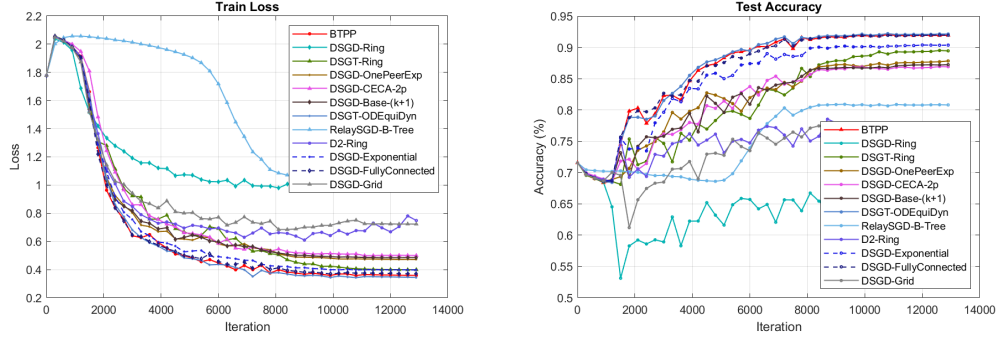 Train Loss
2.2
2
1.8
1.6
1.4
1.2
1
0.8
0.6
0.4
0.2
Loss
0
2000
4000
6000
8000
10000
12000
14000
Iteration
BTPP
DSGD-Ring
DSGT-Ring
DSGD-OnePeerExp
DSGD-CECA-2p
DSGD-Base-(k+1)
DSGT-ODEquiDyn
RelaySGD-B-Tree
D2-Ring
DSGD-Exponential
DSGD-FullyConnected
DSGD-Grid
Test Accuracy
0.95
0.9
0.85
0.8
0.75
0.7
0.65
0.6
0.55
0.5
Accuracy (%)
0
2000
4000
6000
8000
10000
12000
14000
Iteration
BTPP
DSGD-Ring
DSGT-Ring
DSGD-OnePeerExp
DSGD-CECA-2p
DSGD-Base-(k+1)
DSGT-ODEquiDyn
RelaySGD-B-Tree
D2-Ring
DSGD-Exponential
DSGD-FullyConnected
DSGD-Grid